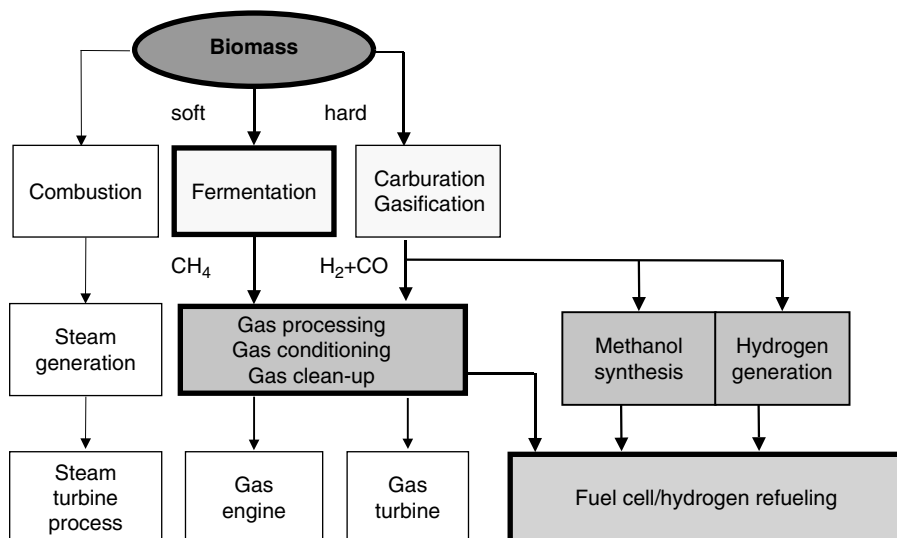 Biomass
soft
hard
Combustion
Fermentation
Carburation
Gasification
CH₄
H₂+CO
Steam
generation
Gas processing
Gas conditioning
Gas clean-up
Methanol
synthesis
Hydrogen
generation
Steam
turbine
process
Gas
engine
Gas
turbine
Fuel cell/hydrogen refueling